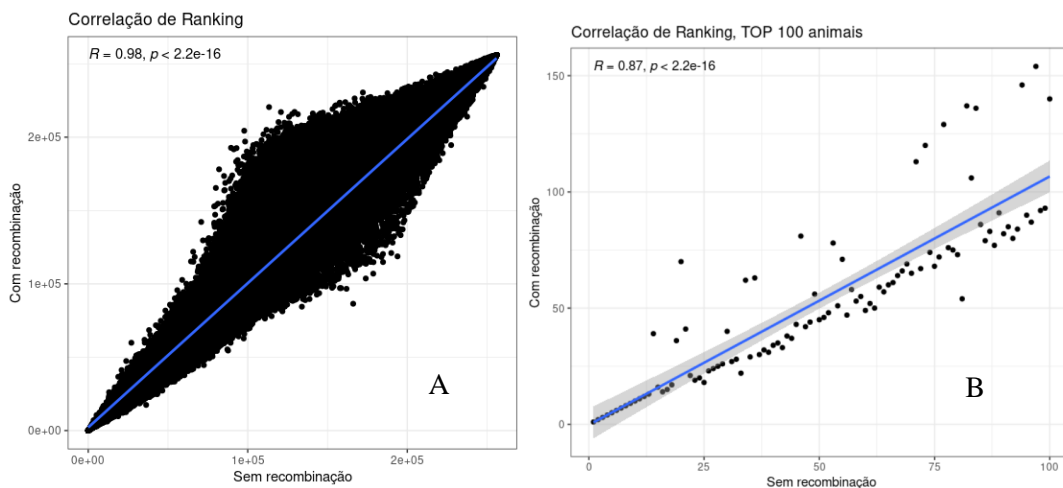 Correlação de Ranking
R = 0.98, p < 2.2e-16
Com recombinação
2e+05
1e+05
0e+00
A
0e+00 1e+05 2e+05
Sem recombinação
Correlação de Ranking, TOP 100 animais
R = 0.87, p < 2.2e-16
Com recombinação
150
100
50
0
B
0 25 50 75 100
Sem recombinação